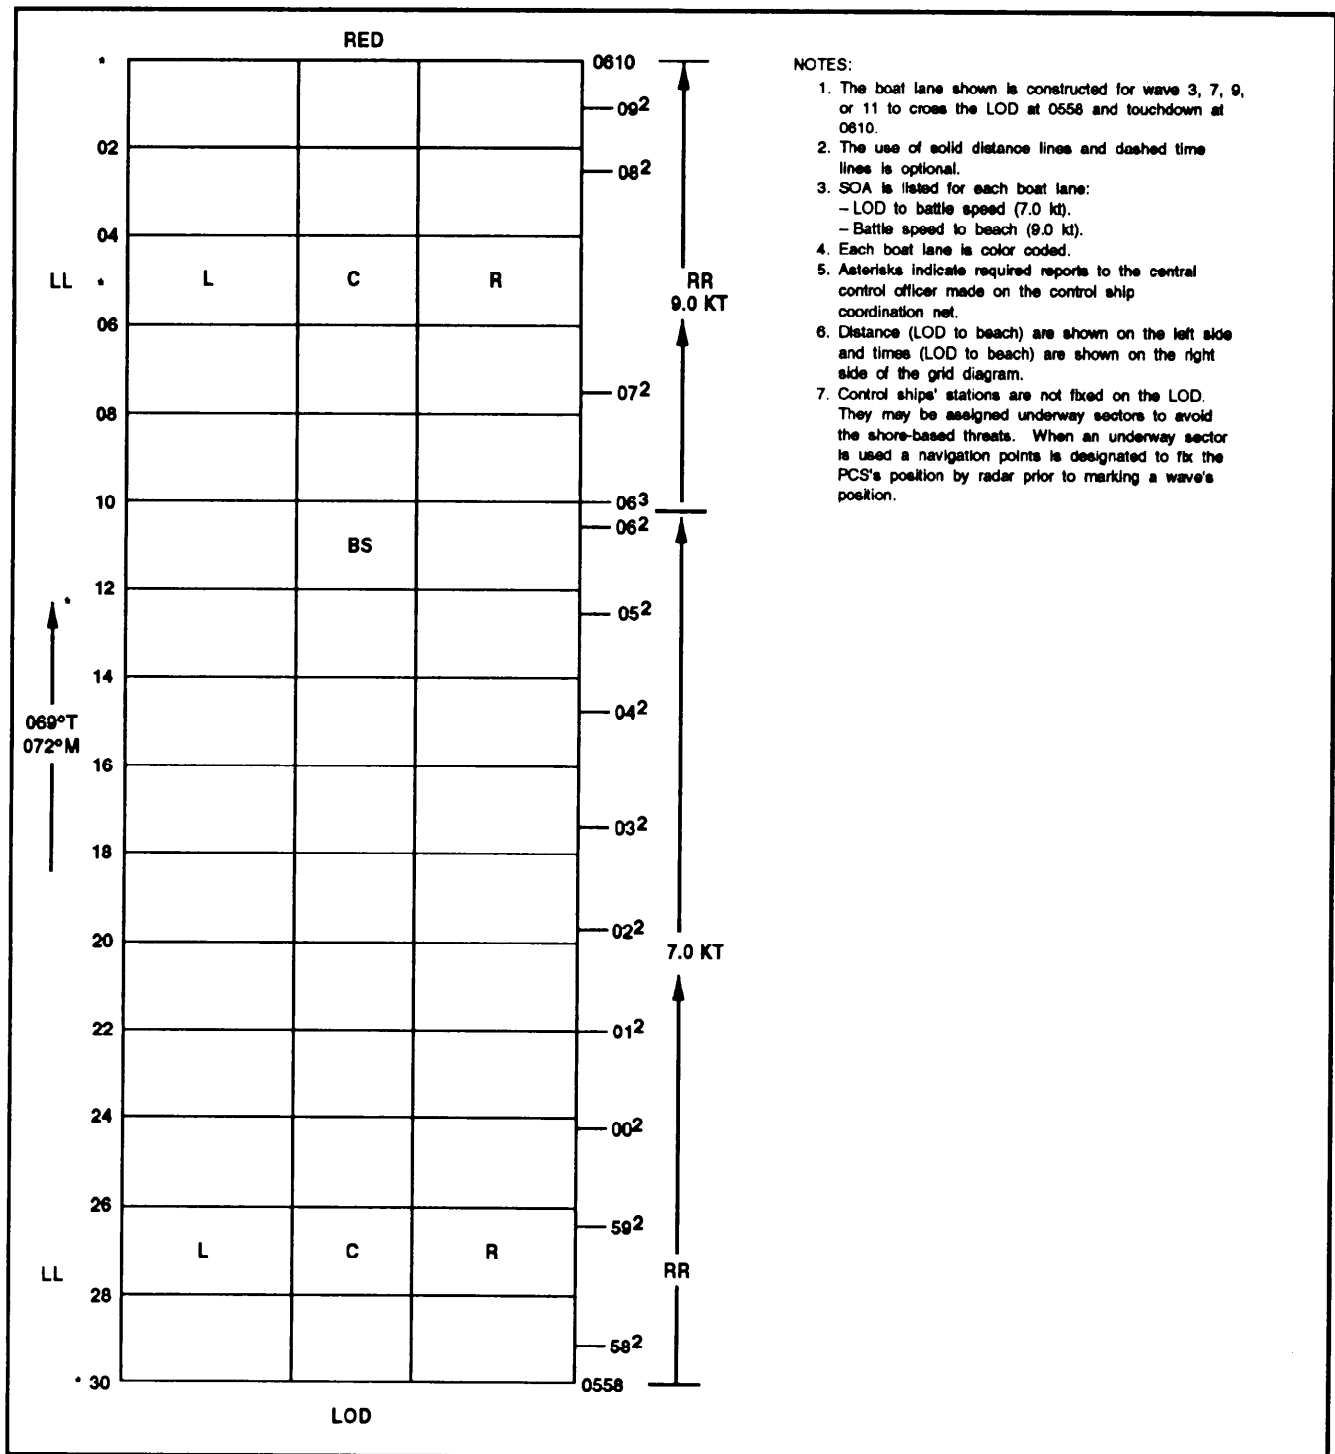 RED
* 0610
09²
02
08²
04
LL * L C R RR
9.0 KT
06
07²
08
10 06³
06²
BS
12
*
05²
14
04²
069°T
072°M
16
03²
18
02²
20
7.0 KT
22 01²
24
00²
26
59²
L C R
LL RR
28
58²
* 30 0558
LOD
NOTES:
1. The boat lane shown is constructed for wave 3, 7, 9,
or 11 to cross the LOD at 0558 and touchdown at
0610.
2. The use of solid distance lines and dashed time
lines is optional.
3. SOA is listed for each boat lane:
– LOD to battle speed (7.0 kt).
– Battle speed to beach (9.0 kt).
4. Each boat lane is color coded.
5. Asterisks indicate required reports to the central
control officer made on the control ship
coordination net.
6. Distance (LOD to beach) are shown on the left side
and times (LOD to beach) are shown on the right
side of the grid diagram.
7. Control ships' stations are not fixed on the LOD.
They may be assigned underway sectors to avoid
the shore-based threats. When an underway sector
is used a navigation points is designated to fix the
PCS's position by radar prior to marking a wave's
position.